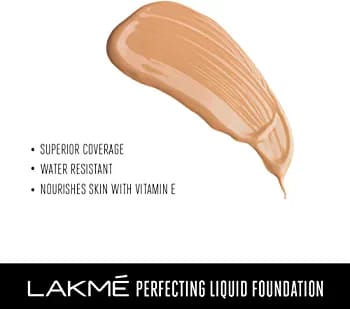 • SUPERIOR COVERAGE
• WATER RESISTANT
• NOURISHES SKIN WITH VITAMIN E
LAKMÉ PERFECTING LIQUID FOUNDATION